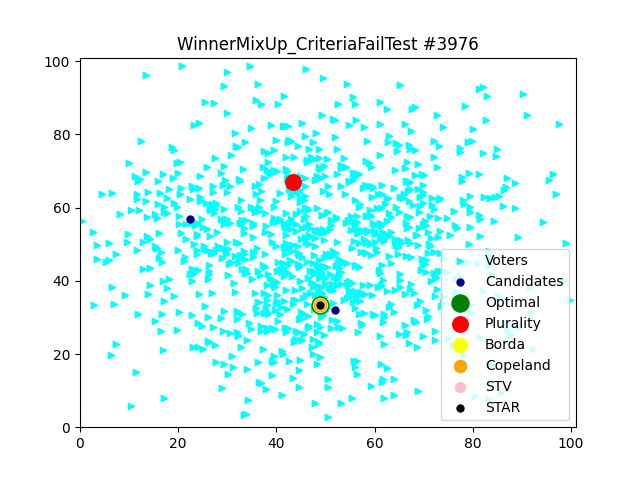 WinnerMixUp_CriteriaFailTest #3976
100
80
60
40
20
0
0
20
40
60
80
100
Voters
Candidates
Optimal
Plurality
Borda
Copeland
STV
STAR